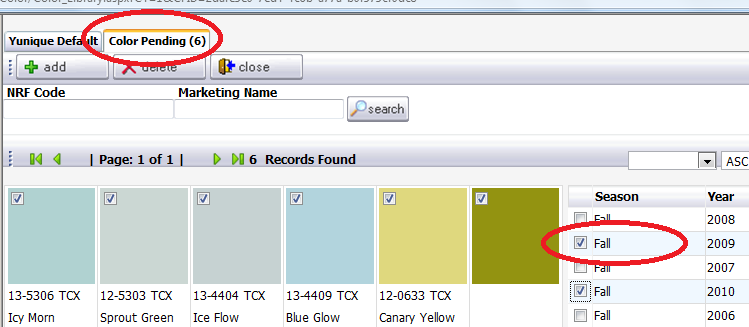 Yunique Default Color Pending (6)
add delete close
NRF Code Marketing Name
search
| Page: 1 of 1 | 6 Records Found ASC
Season Year
Fall 2008
Fall 2009
Fall 2007
Fall 2010
Fall 2006
13-5306 TCX 12-5303 TCX 13-4404 TCX 13-4409 TCX 12-0633 TCX
Icy Morn Sprout Green Ice Flow Blue Glow Canary Yellow